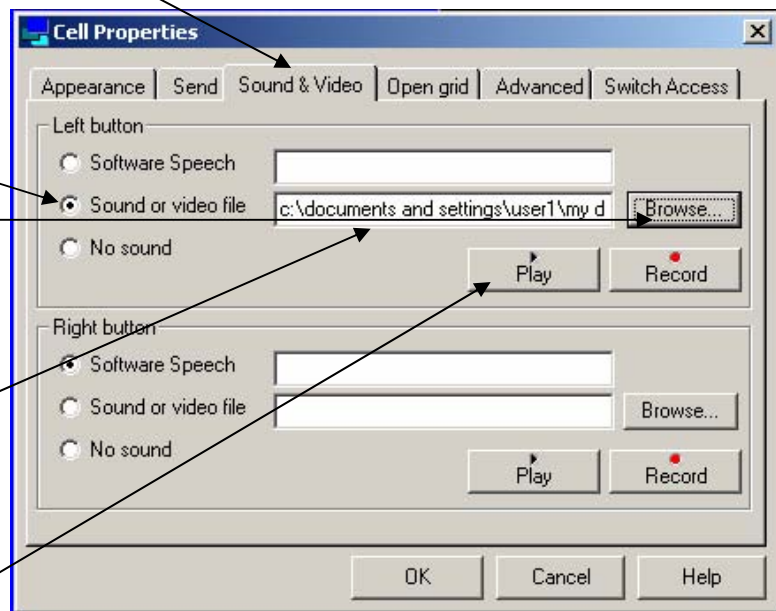 Cell Properties
Appearance Send Sound & Video Open grid Advanced Switch Access
Left button
Software Speech
Sound or video file c:\documents and settings\user1\my d Browse...
No sound
Play Record
Right button
Software Speech
Sound or video file Browse...
No sound
Play Record
OK Cancel Help